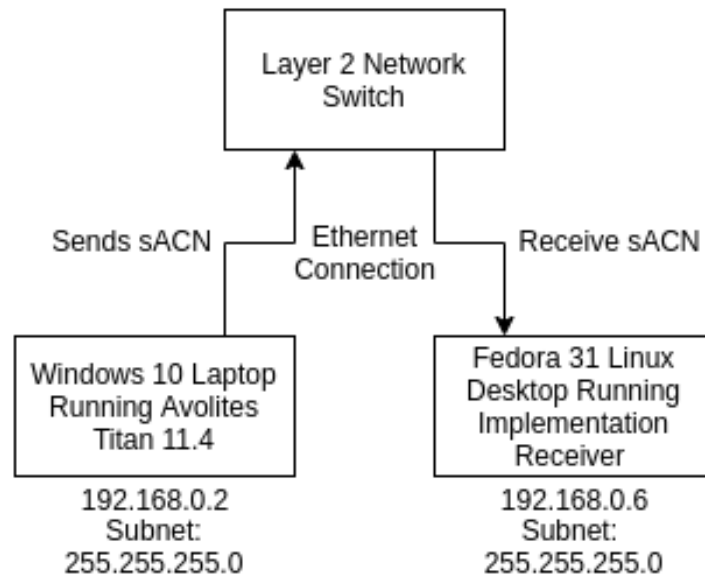 Layer 2 Network
Switch
Sends sACN
Ethernet
Connection
Receive sACN
Windows 10 Laptop
Running Avolites
Titan 11.4
Fedora 31 Linux
Desktop Running
Implementation
Receiver
192.168.0.2
Subnet:
255.255.255.0
192.168.0.6
Subnet:
255.255.255.0